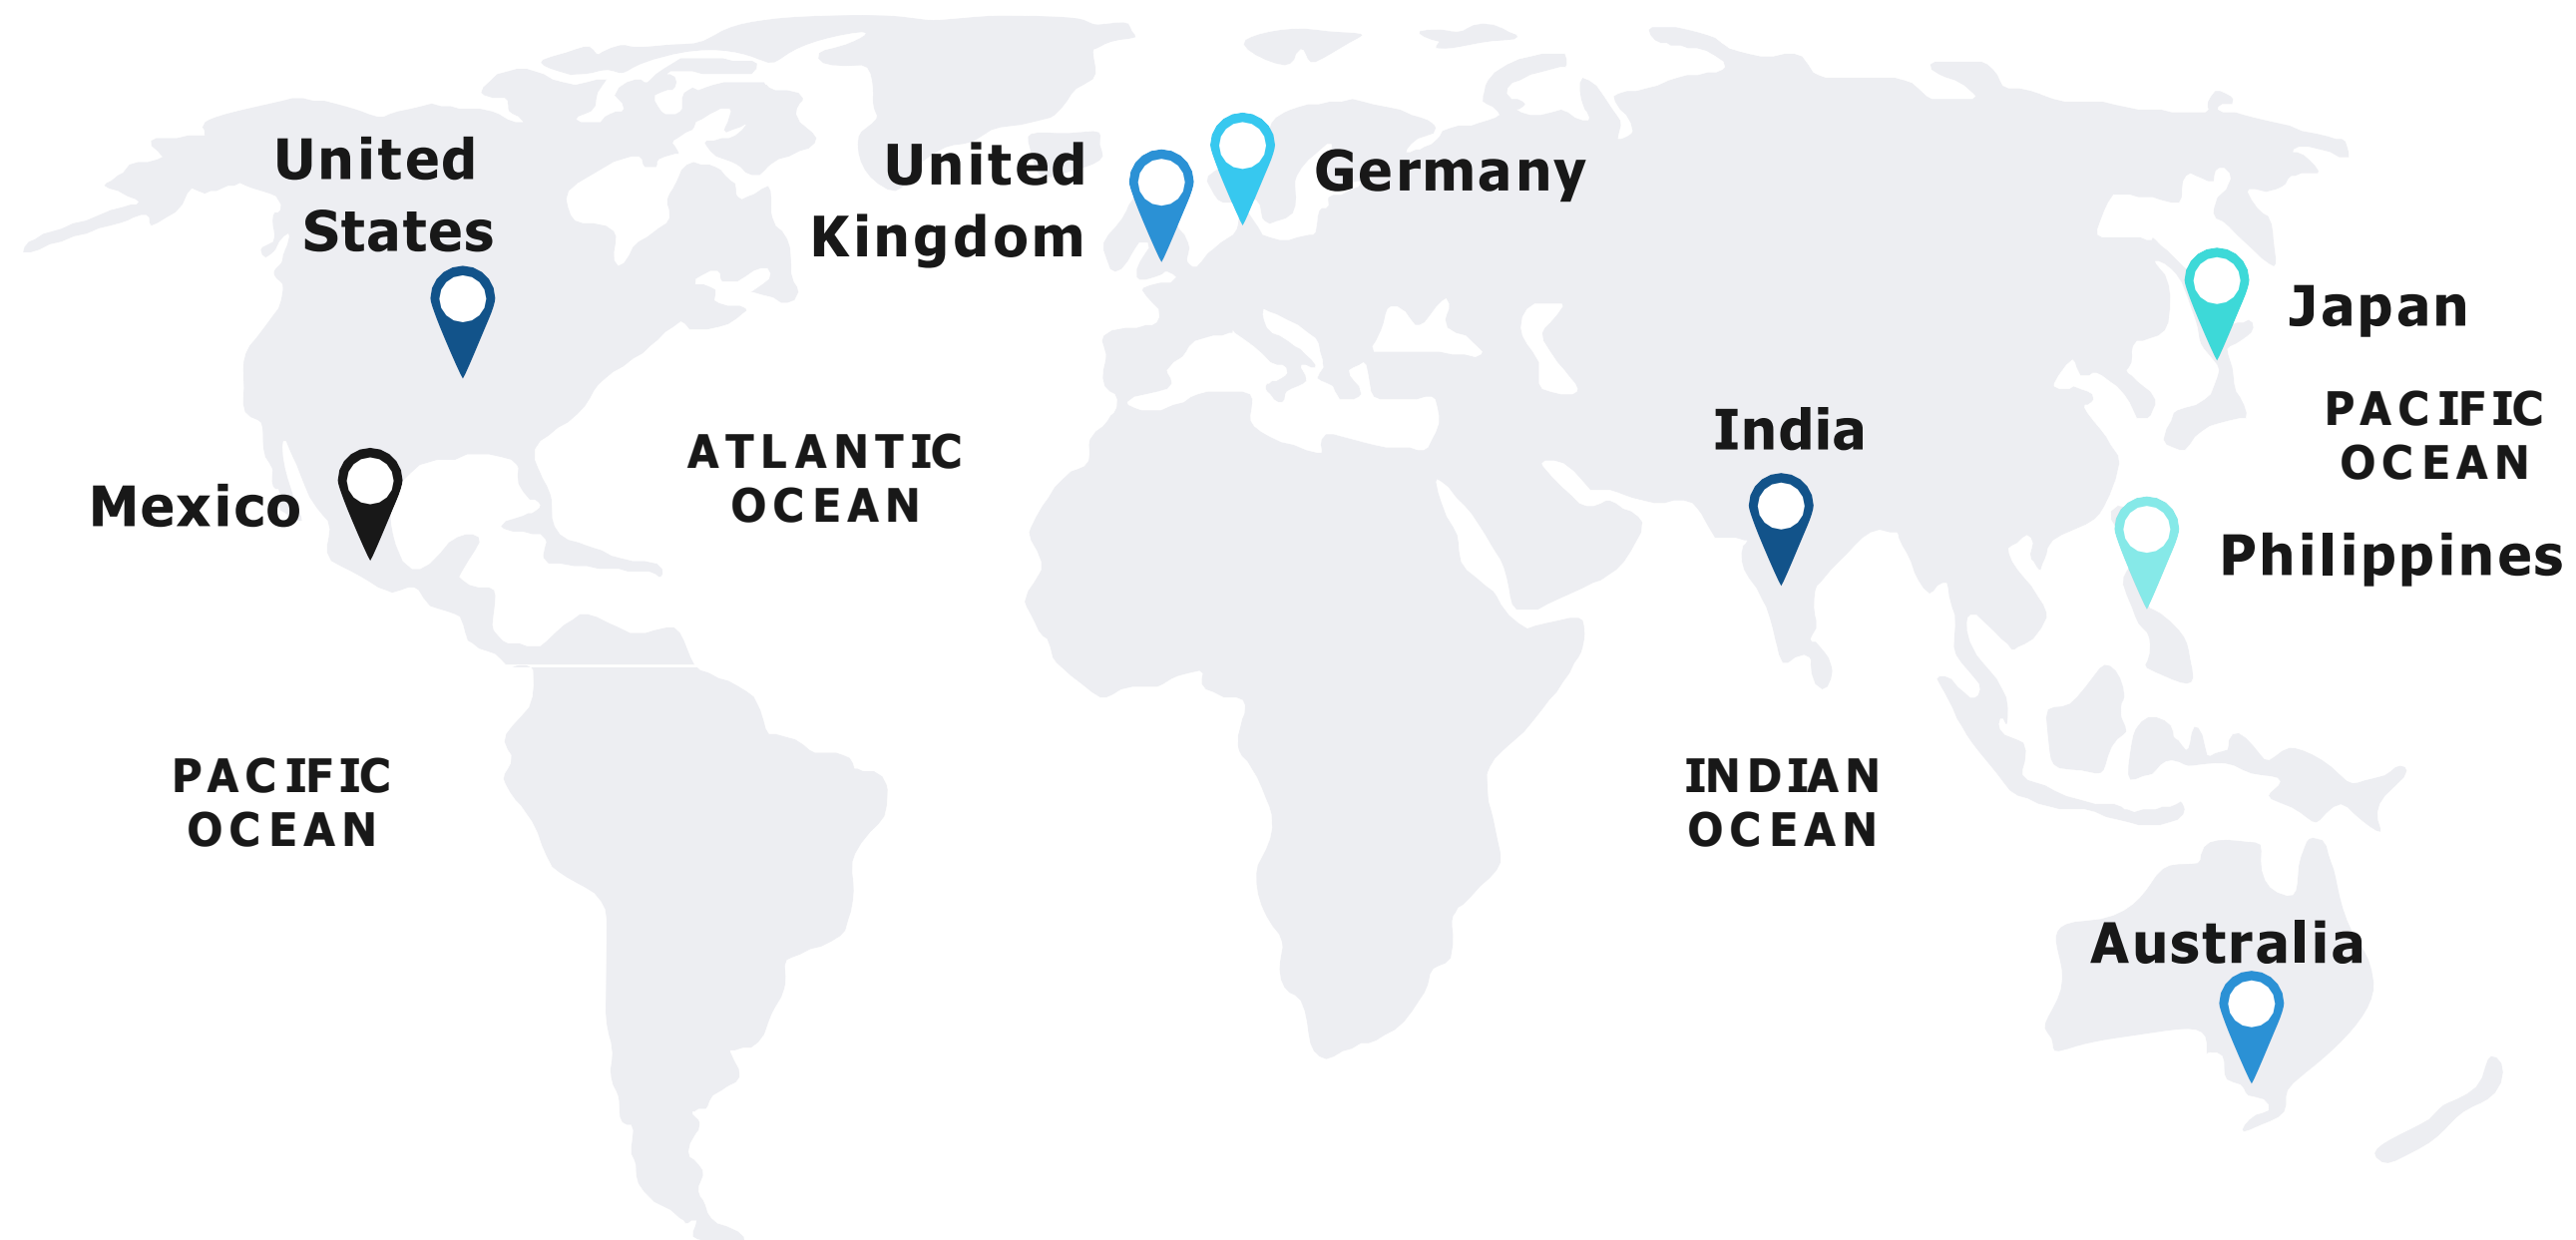 United
States
United
Kingdom
Germany
Japan
PACIFIC
OCEAN
India
ATLANTIC
OCEAN
Mexico
Philippines
PACIFIC
OCEAN
INDIAN
OCEAN
Australia